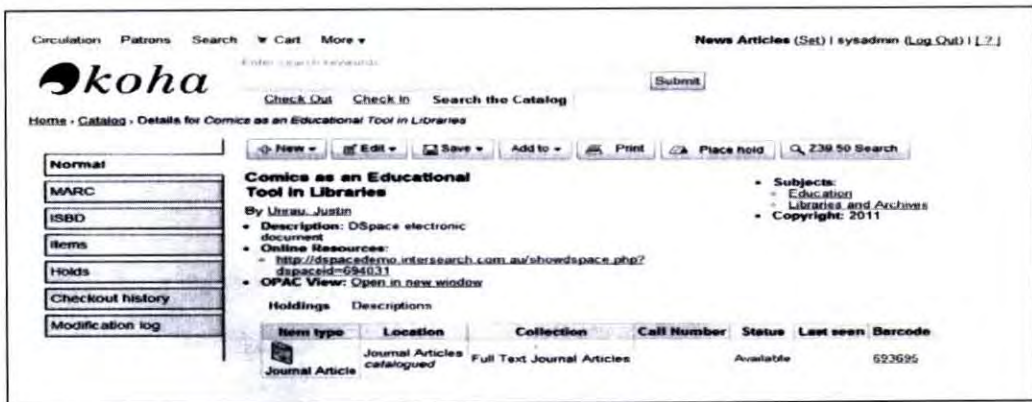 Circulation Patrons Search Cart More News Articles (Set) | sysadmin (Log Out) | [ ? ]
Enter search keywords
koha Submit
Check Out Check In Search the Catalog
Home › Catalog › Details for Comics as an Educational Tool in Libraries
New Edit Save Add to Print Place hold Z39.50 Search
Normal
MARC
ISBD
Items
Holds
Checkout history
Modification log
Comics as an Educational
Tool in Libraries
By Unrau, Justin
• Description: DSpace electronic
document
• Online Resources:
http://dspacedemo.intersearch.com.au/showdspace.php?
dspaceid=694031
• OPAC View: Open in new window
• Subjects:
Education
Libraries and Archives
• Copyright: 2011
Holdings Descriptions
Item type Location Collection Call Number Status Last seen Barcode
Journal Article Journal Articles catalogued Full Text Journal Articles Available 693695